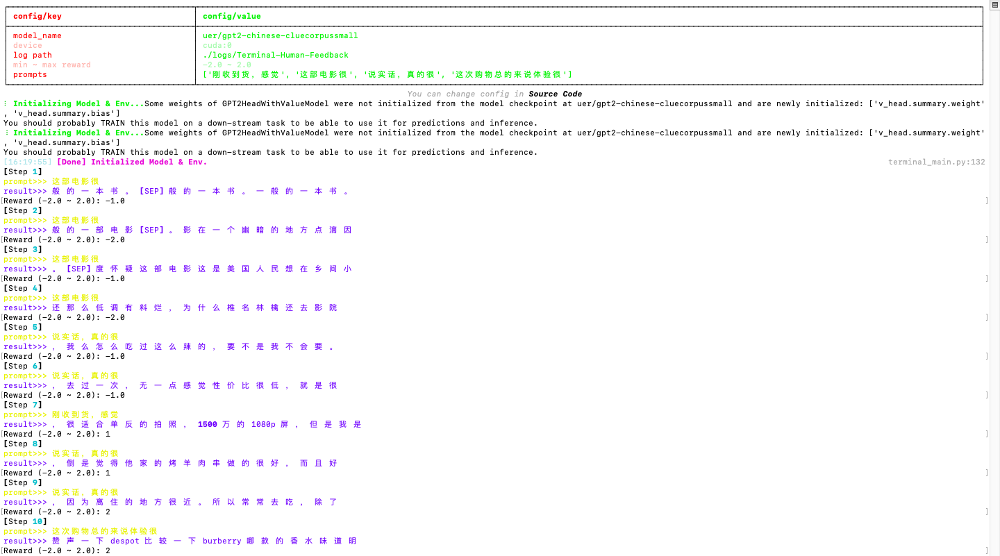 config/key config/value
model_name uer/gpt2-chinese-cluecorpussmall
device cuda:0
log path ./logs/Terminal-Human-Feedback
min ~ max reward -2.0 ~ 2.0
prompts ['刚收到货，感觉', '这部电影很', '说实话，真的很', '这次购物总的来说体验很']
You can change config in Source Code
⠇ Initializing Model & Env...Some weights of GPT2HeadWithValueModel were not initialized from the model checkpoint at uer/gpt2-chinese-cluecorpussmall and are newly initialized: ['v_head.summary.weight'
, 'v_head.summary.bias']
You should probably TRAIN this model on a down-stream task to be able to use it for predictions and inference.
⠇ Initializing Model & Env...Some weights of GPT2HeadWithValueModel were not initialized from the model checkpoint at uer/gpt2-chinese-cluecorpussmall and are newly initialized: ['v_head.summary.weight'
, 'v_head.summary.bias']
You should probably TRAIN this model on a down-stream task to be able to use it for predictions and inference.
[16:19:55] [Done] Initialized Model & Env. terminal_main.py:132
[Step 1]
prompt>>> 这部电影很
result>>> 般 的 一 本 书 。 [SEP] 般 的 一 本 书 。 一 般 的 一 本 书 。
[Reward (-2.0 ~ 2.0): -1.0 ]
[Step 2]
prompt>>> 这部电影很
result>>> 般 的 一 部 电 影 [SEP] 。 影 在 一 个 幽 暗 的 地 方 点 滴 因
[Reward (-2.0 ~ 2.0): -2.0 ]
[Step 3]
prompt>>> 这部电影很
result>>> 。 [SEP] 度 怀 疑 这 部 电 影 这 是 美 国 人 民 想 在 乡 间 小
[Reward (-2.0 ~ 2.0): -1.0 ]
[Step 4]
prompt>>> 这部电影很
result>>> 还 那 么 低 调 有 料 烂 ， 为 什 么 椎 名 林 檎 还 去 影 院
[Reward (-2.0 ~ 2.0): -2.0 ]
[Step 5]
prompt>>> 说实话，真的很
result>>> ， 我 么 怎 么 吃 过 这 么 辣 的 ， 要 不 是 我 不 会 要 。
[Reward (-2.0 ~ 2.0): -1.0 ]
[Step 6]
prompt>>> 说实话，真的很
result>>> ， 去 过 一 次 ， 无 一 点 感 觉 性 价 比 很 低 ， 就 是 很
[Reward (-2.0 ~ 2.0): -1.0 ]
[Step 7]
prompt>>> 刚收到货，感觉
result>>> ， 很 适 合 单 反 的 拍 照 ， 1500 万 的 1080p 屏 ， 但 是 我 是
[Reward (-2.0 ~ 2.0): 1 ]
[Step 8]
prompt>>> 说实话，真的很
result>>> ， 倒 是 觉 得 他 家 的 烤 羊 肉 串 做 的 很 好 ， 而 且 好
[Reward (-2.0 ~ 2.0): 1 ]
[Step 9]
prompt>>> 说实话，真的很
result>>> ， 因 为 离 住 的 地 方 很 近 。 所 以 常 常 去 吃 ， 除 了
[Reward (-2.0 ~ 2.0): 2 ]
[Step 10]
prompt>>> 这次购物总的来说体验很
result>>> 赞 声 一 下 despot 比 较 一 下 burberry 哪 款 的 香 水 味 道 明
[Reward (-2.0 ~ 2.0): 2 ]